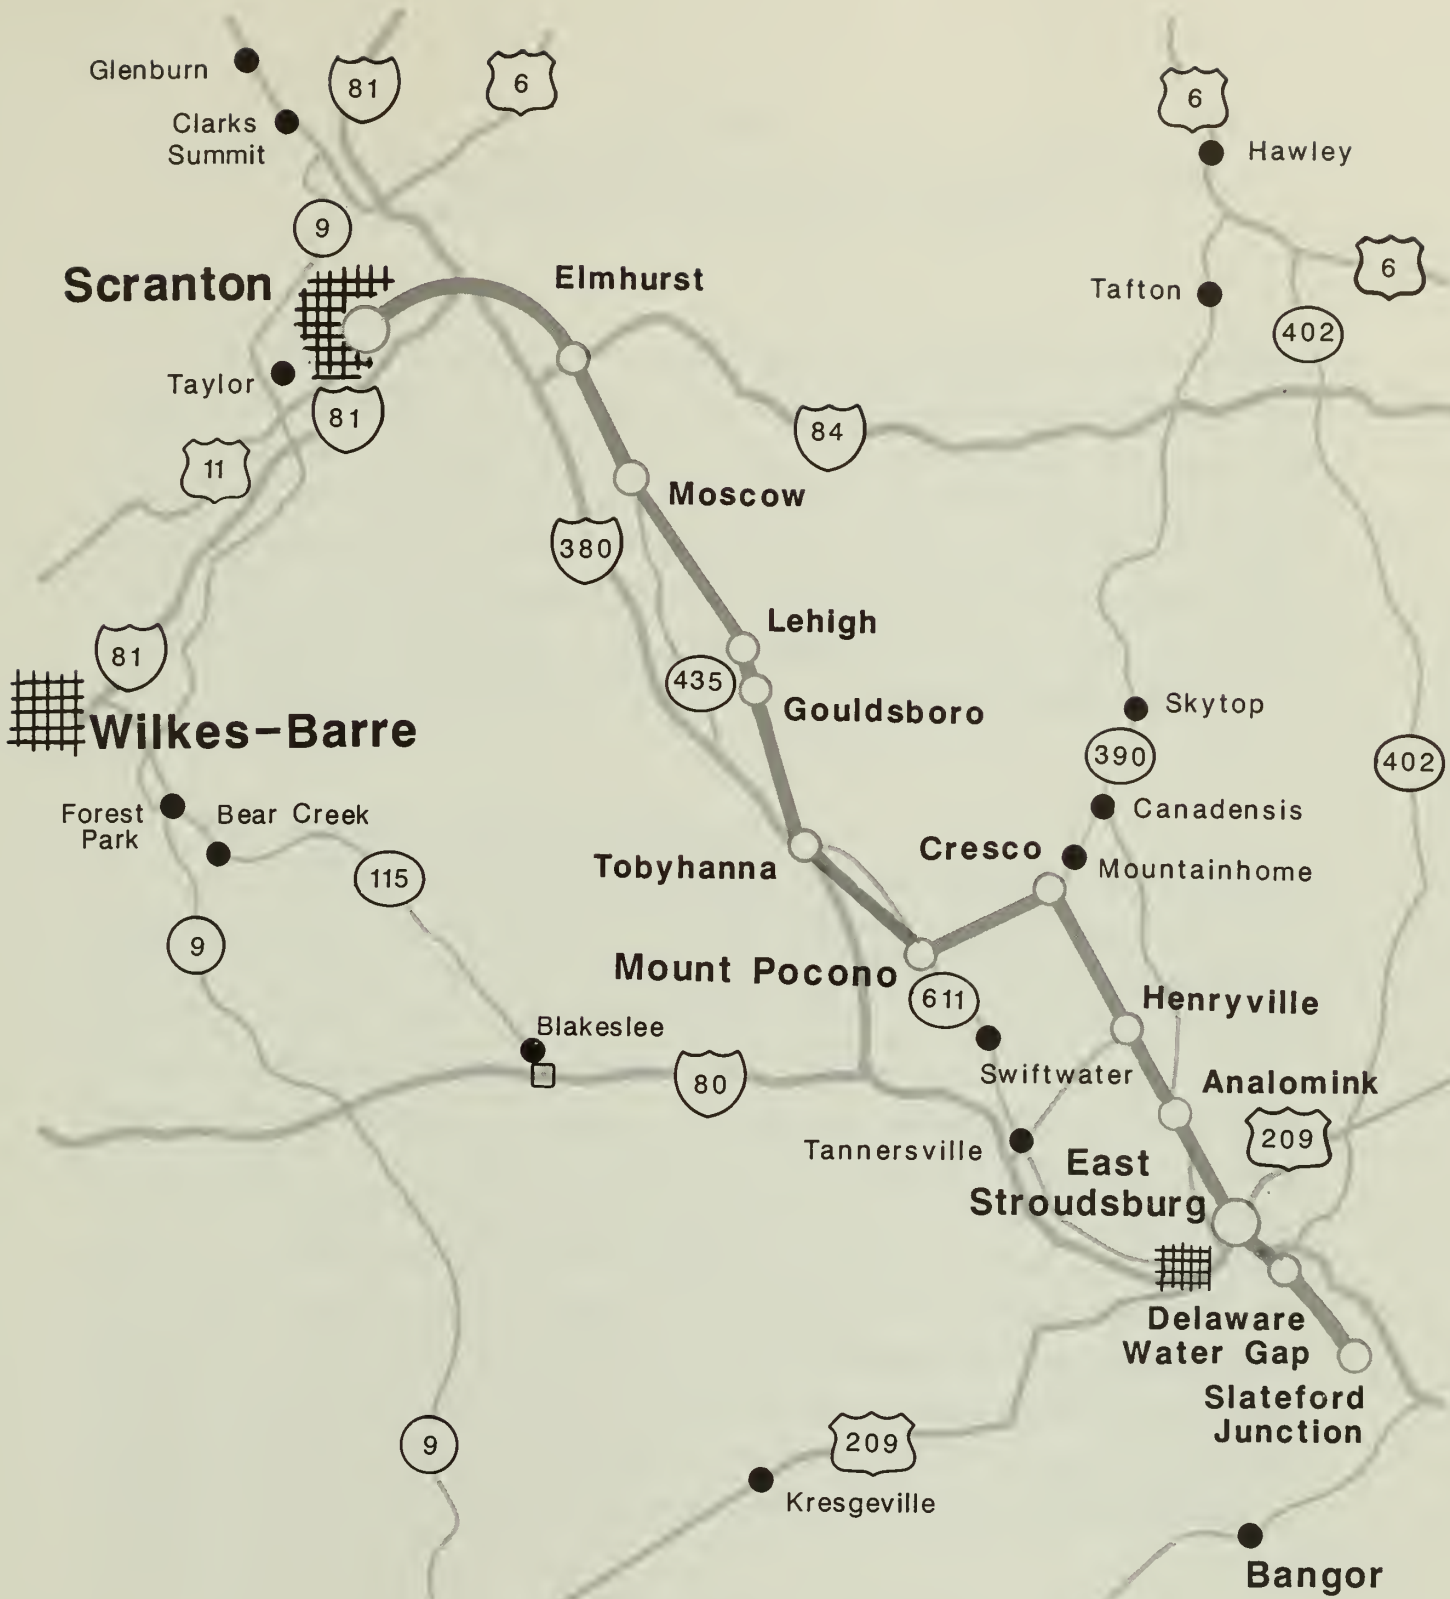 Glenburn
81
6
6
Clarks
Summit
Hawley
9
Scranton
Elmhurst
6
Tafton
402
Taylor
81
84
11
Moscow
380
Lehigh
81
435
Gouldsboro
Skytop
Wilkes-Barre
390
402
Forest
Park
Bear Creek
Canadensis
Cresco
Tobyhanna
Mountainhome
115
9
Mount Pocono
611
Henryville
Blakeslee
80
Swiftwater
Analomink
209
Tannersville
East
Stroudsburg
Delaware
Water Gap
Slateford
Junction
9
209
Kresgeville
Bangor